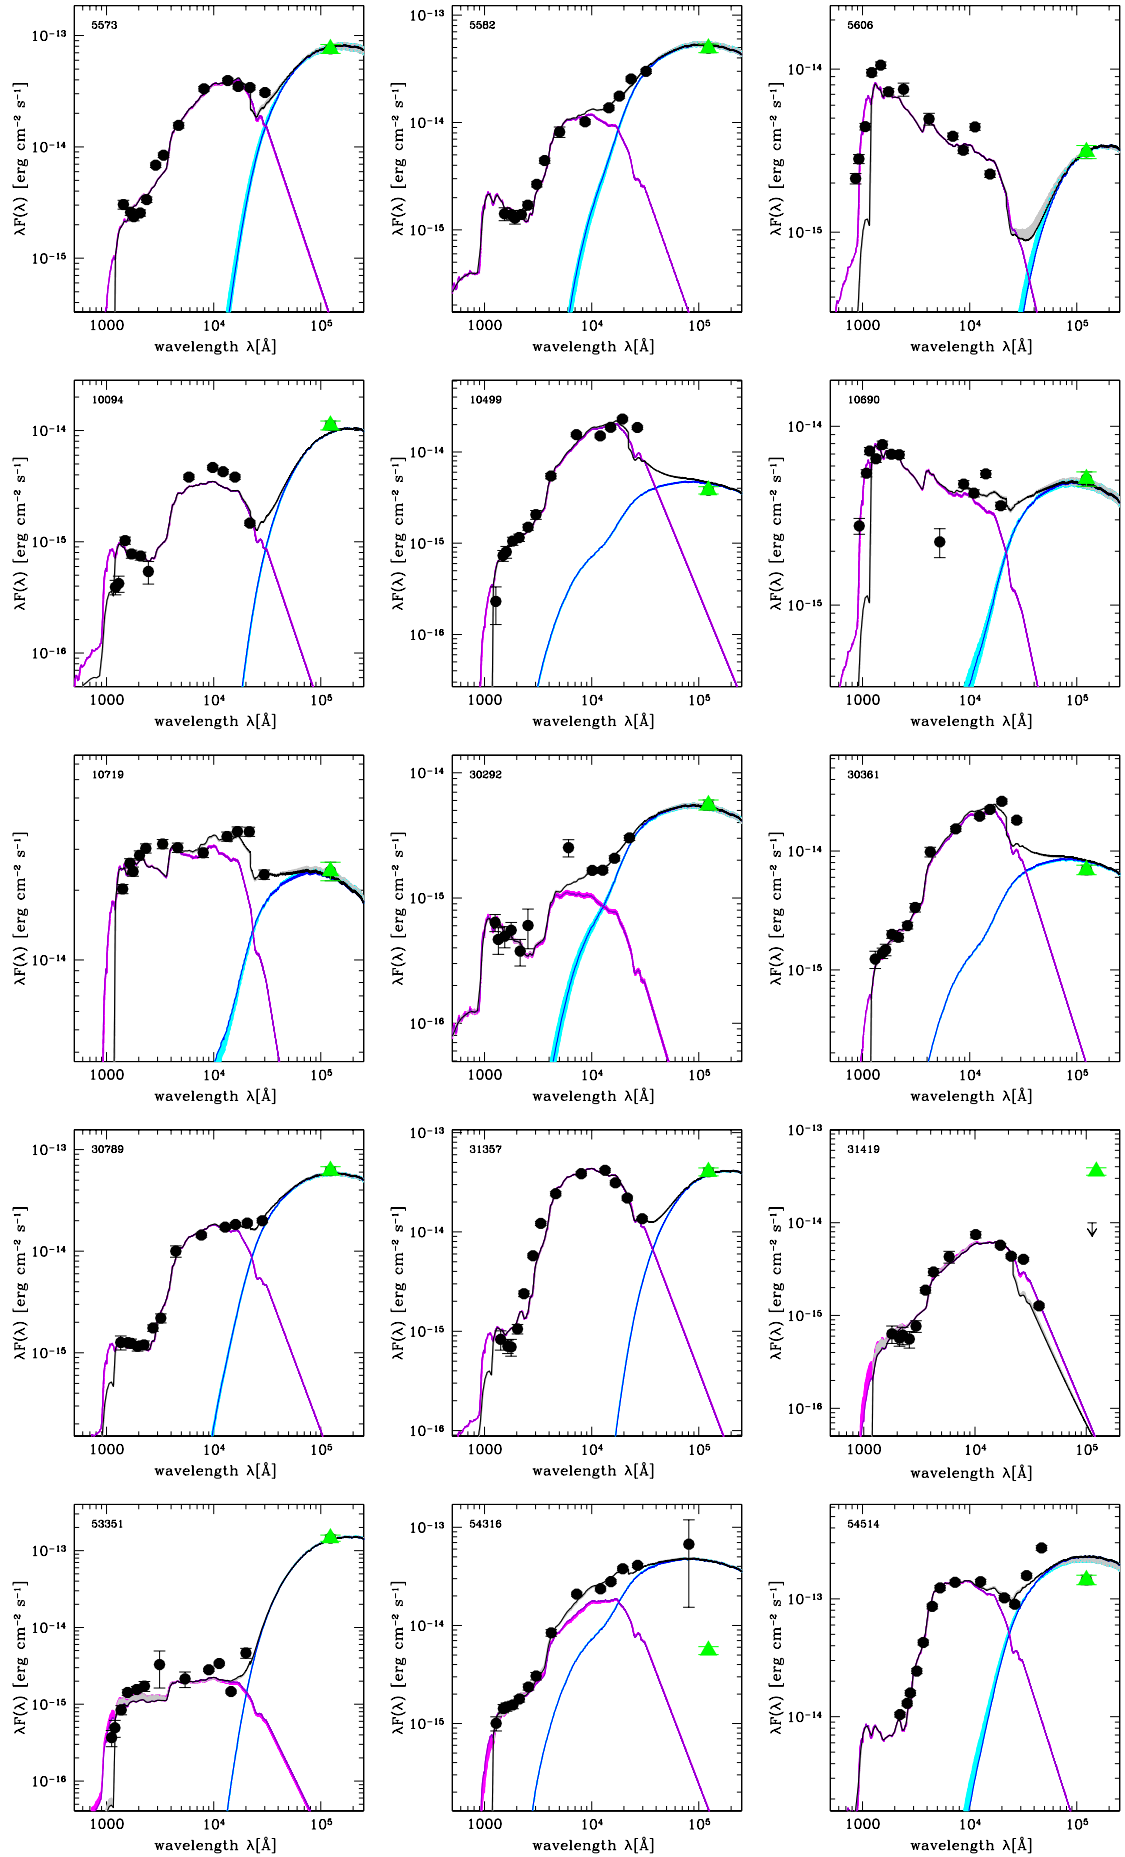 5573
10⁻¹³
10⁻¹⁴
10⁻¹⁵
λF(λ) [erg cm⁻² s⁻¹]
1000 10⁴ 10⁵
wavelength λ[Å]
5582
10⁻¹³
10⁻¹⁴
10⁻¹⁵
λF(λ) [erg cm⁻² s⁻¹]
1000 10⁴ 10⁵
wavelength λ[Å]
5606
10⁻¹⁴
10⁻¹⁵
λF(λ) [erg cm⁻² s⁻¹]
1000 10⁴ 10⁵
wavelength λ[Å]
10094
10⁻¹⁴
10⁻¹⁵
10⁻¹⁶
λF(λ) [erg cm⁻² s⁻¹]
1000 10⁴ 10⁵
wavelength λ[Å]
10499
10⁻¹⁴
10⁻¹⁵
10⁻¹⁶
λF(λ) [erg cm⁻² s⁻¹]
1000 10⁴ 10⁵
wavelength λ[Å]
10690
10⁻¹⁴
10⁻¹⁵
λF(λ) [erg cm⁻² s⁻¹]
1000 10⁴ 10⁵
wavelength λ[Å]
10719
10⁻¹⁴
λF(λ) [erg cm⁻² s⁻¹]
1000 10⁴ 10⁵
wavelength λ[Å]
30292
10⁻¹⁴
10⁻¹⁵
10⁻¹⁶
λF(λ) [erg cm⁻² s⁻¹]
1000 10⁴ 10⁵
wavelength λ[Å]
30361
10⁻¹⁴
10⁻¹⁵
λF(λ) [erg cm⁻² s⁻¹]
1000 10⁴ 10⁵
wavelength λ[Å]
30789
10⁻¹³
10⁻¹⁴
10⁻¹⁵
λF(λ) [erg cm⁻² s⁻¹]
1000 10⁴ 10⁵
wavelength λ[Å]
31357
10⁻¹³
10⁻¹⁴
10⁻¹⁵
10⁻¹⁶
λF(λ) [erg cm⁻² s⁻¹]
1000 10⁴ 10⁵
wavelength λ[Å]
31419
10⁻¹³
10⁻¹⁴
10⁻¹⁵
10⁻¹⁶
λF(λ) [erg cm⁻² s⁻¹]
1000 10⁴ 10⁵
wavelength λ[Å]
53351
10⁻¹³
10⁻¹⁴
10⁻¹⁵
10⁻¹⁶
λF(λ) [erg cm⁻² s⁻¹]
1000 10⁴ 10⁵
wavelength λ[Å]
54316
10⁻¹³
10⁻¹⁴
10⁻¹⁵
λF(λ) [erg cm⁻² s⁻¹]
1000 10⁴ 10⁵
wavelength λ[Å]
54514
10⁻¹³
10⁻¹⁴
λF(λ) [erg cm⁻² s⁻¹]
1000 10⁴ 10⁵
wavelength λ[Å]